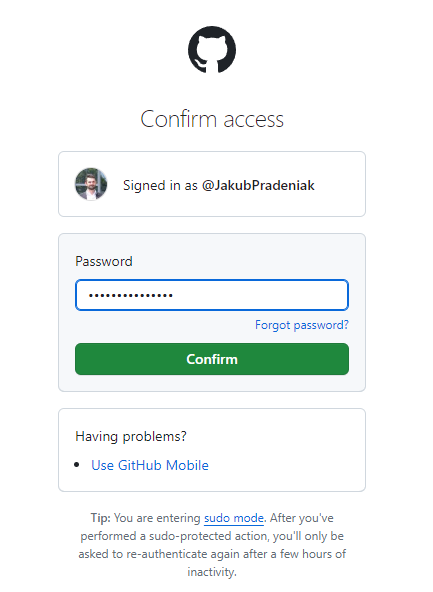 Confirm access
Signed in as @JakubPradeniak
Password
•••••••••••••••
Forgot password?
Confirm
Having problems?
• Use GitHub Mobile
Tip: You are entering sudo mode. After you've
performed a sudo-protected action, you'll only be
asked to re-authenticate again after a few hours of
inactivity.